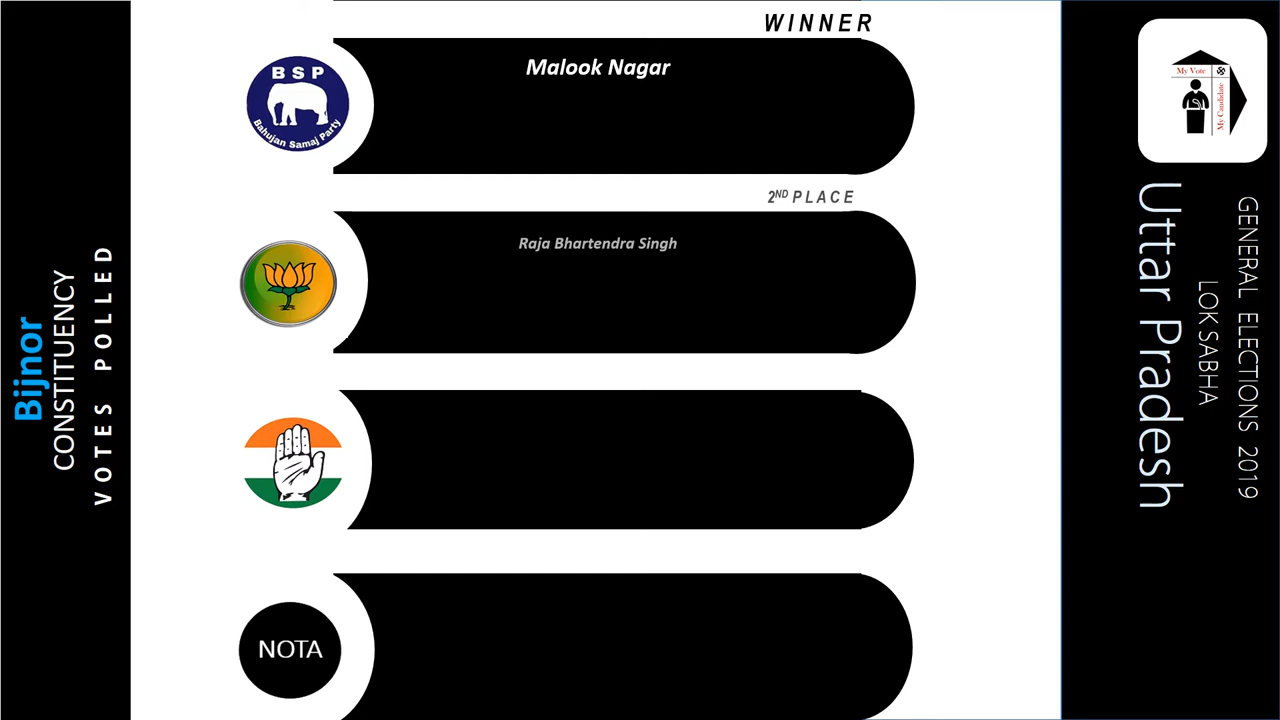 Bijnor
CONSTITUENCY
VOTES POLLED
WINNER
BSP
Bahujan Samaj Party
Malook Nagar
2ND PLACE
Raja Bhartendra Singh
NOTA
My Vote
My Candidate
GENERAL ELECTIONS 2019
LOK SABHA
Uttar Pradesh